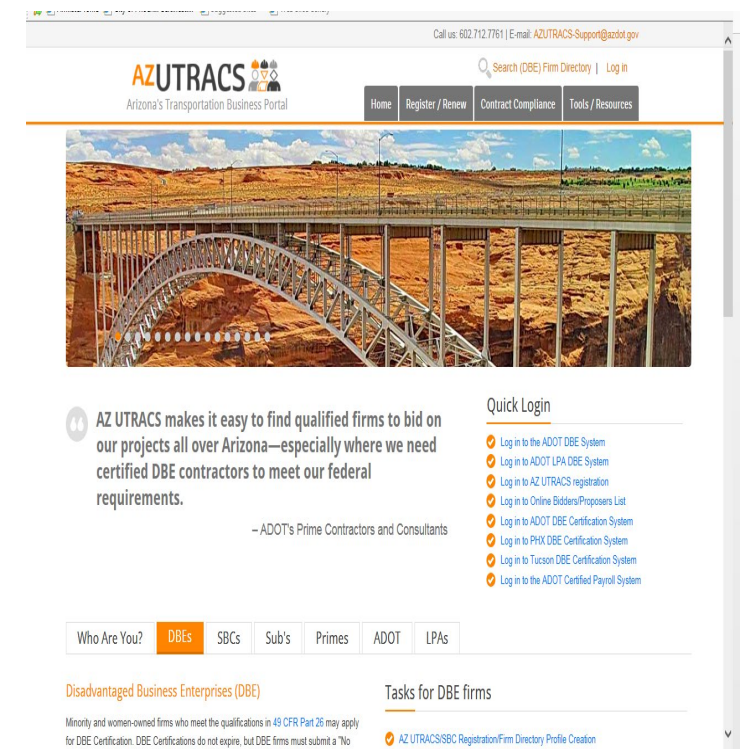 Call us: 602.712.7761 | E-mail: AZUTRACS-Support@azdot.gov
AZUTRACS
Arizona's Transportation Business Portal
Search (DBE) Firm Directory | Log in
Home Register / Renew Contract Compliance Tools / Resources
AZ UTRACS makes it easy to find qualified firms to bid on
our projects all over Arizona—especially where we need
certified DBE contractors to meet our federal
requirements.
– ADOT's Prime Contractors and Consultants
Quick Login
Log in to the ADOT DBE System
Log in to ADOT LPA DBE System
Log in to AZ UTRACS registration
Log in to Online Bidders/Proposers List
Log in to ADOT DBE Certification System
Log in to PHX DBE Certification System
Log in to Tucson DBE Certification System
Log in to the ADOT Certified Payroll System
Who Are You? DBEs SBCs Sub's Primes ADOT LPAs
Disadvantaged Business Enterprises (DBE)
Minority and women-owned firms who meet the qualifications in 49 CFR Part 26 may apply
for DBE Certification. DBE Certifications do not expire, but DBE firms must submit a "No
Tasks for DBE firms
AZ UTRACS/SBC Registration/Firm Directory Profile Creation